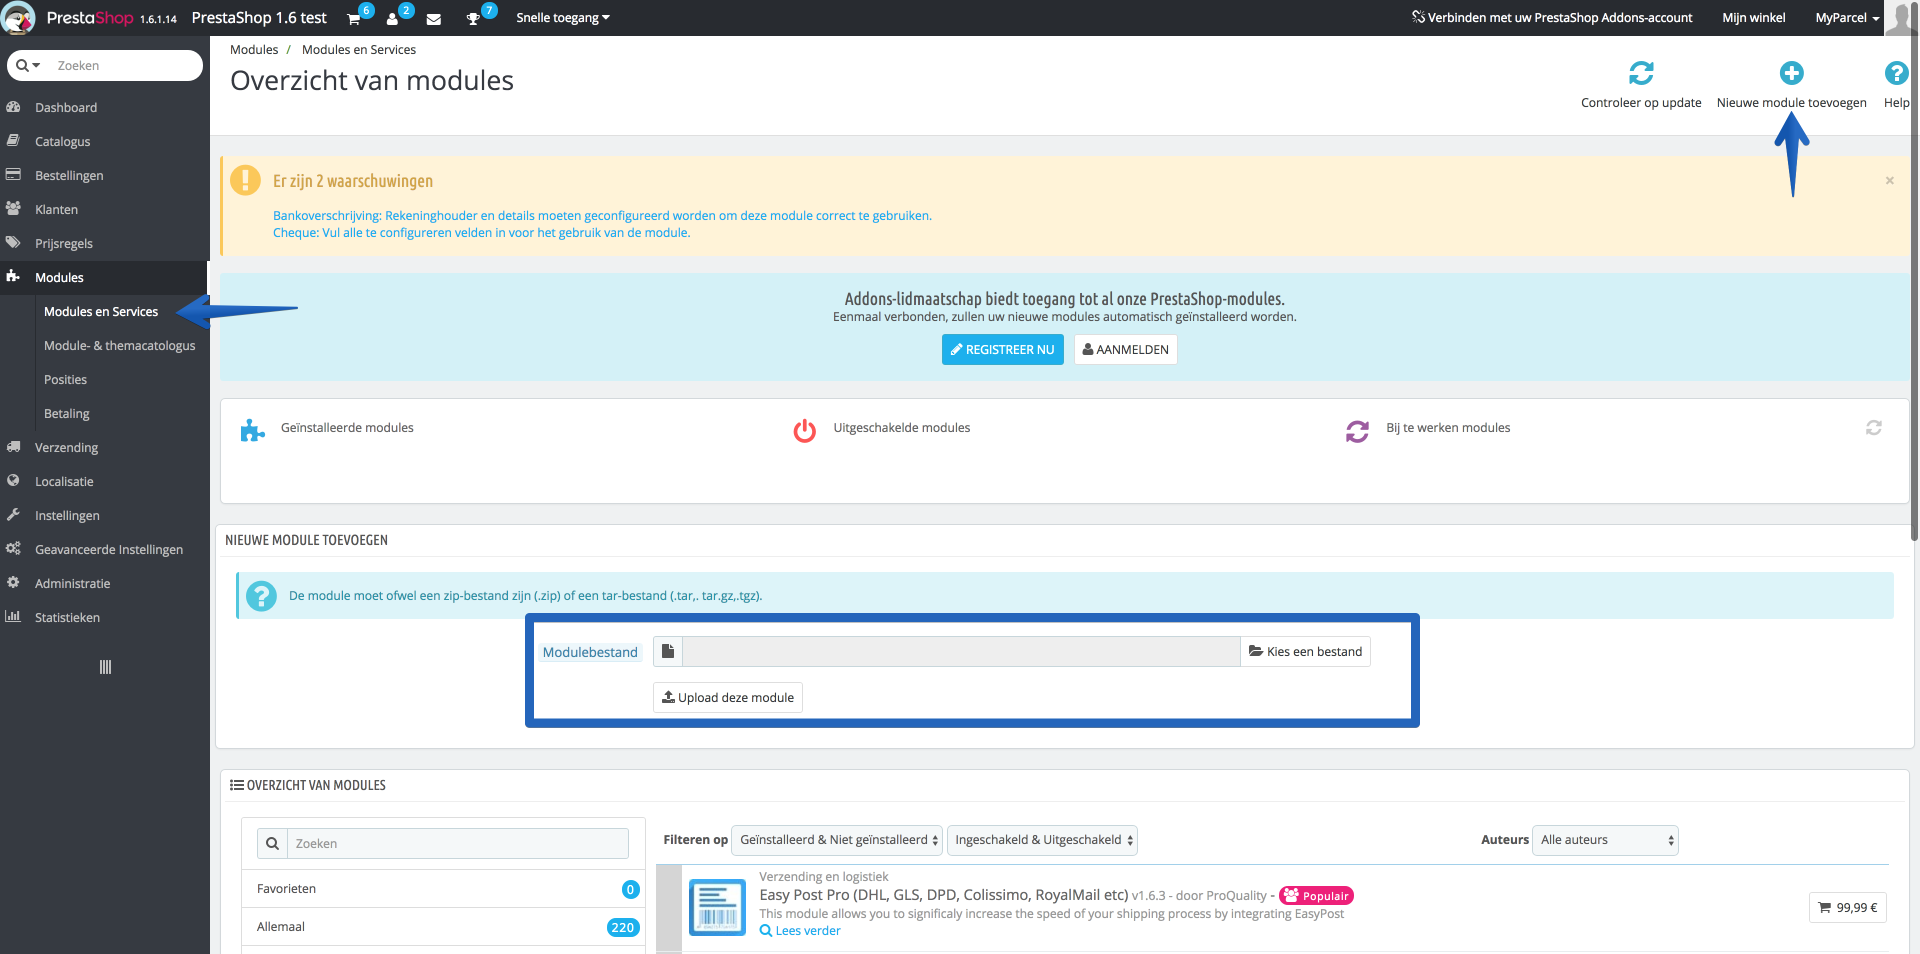 PrestaShop 1.6.1.14 PrestaShop 1.6 test 6 2 7 Snelle toegang Verbinden met uw PrestaShop Addons-account Mijn winkel MyParcel
Zoeken
Dashboard
Catalogus
Bestellingen
Klanten
Prijsregels
Modules
Modules en Services
Module- & themacatologus
Posities
Betaling
Verzending
Localisatie
Instellingen
Geavanceerde Instellingen
Administratie
Statistieken
Modules / Modules en Services
Overzicht van modules
Controleer op update Nieuwe module toevoegen Help
Er zijn 2 waarschuwingen ×
Bankoverschrijving: Rekeninghouder en details moeten geconfigureerd worden om deze module correct te gebruiken.
Cheque: Vul alle te configureren velden in voor het gebruik van de module.
Addons-lidmaatschap biedt toegang tot al onze PrestaShop-modules.
Eenmaal verbonden, zullen uw nieuwe modules automatisch geïnstalleerd worden.
REGISTREER NU AANMELDEN
Geïnstalleerde modules Uitgeschakelde modules Bij te werken modules
NIEUWE MODULE TOEVOEGEN
De module moet ofwel een zip-bestand zijn (.zip) of een tar-bestand (.tar,. tar.gz,.tgz).
Modulebestand Kies een bestand
Upload deze module
OVERZICHT VAN MODULES
Zoeken
Favorieten 0
Allemaal 220
Filteren op Geïnstalleerd & Niet geïnstalleerd Ingeschakeld & Uitgeschakeld Auteurs Alle auteurs
Verzending en logistiek
Easy Post Pro (DHL, GLS, DPD, Colissimo, RoyalMail etc) v1.6.3 - door ProQuality - Populair
This module allows you to significaly increase the speed of your shipping process by integrating EasyPost
Lees verder
99,99 €